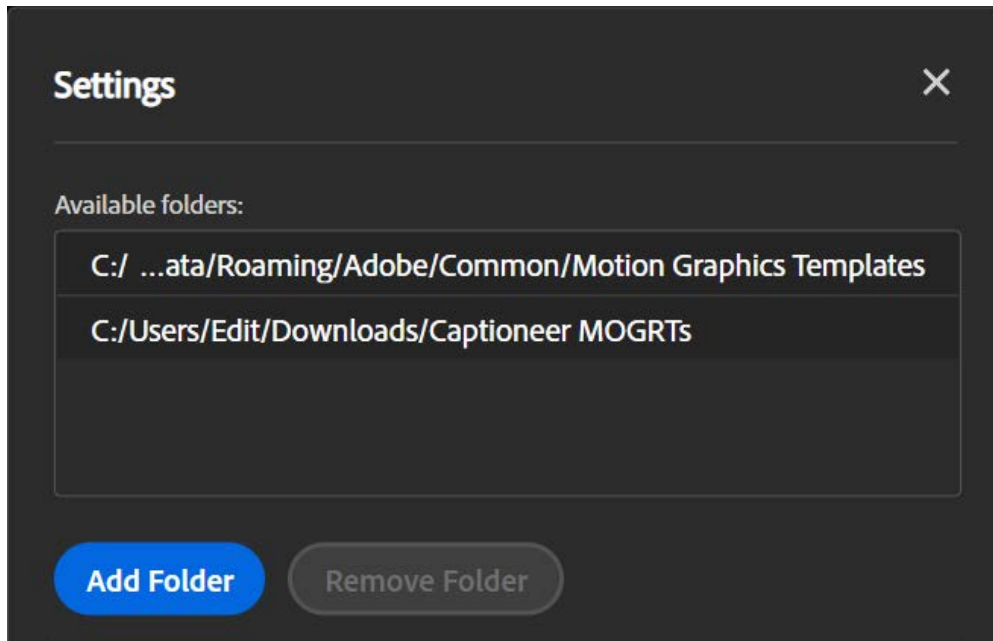 Settings
Available folders:
C:/ ...ata/Roaming/Adobe/Common/Motion Graphics Templates
C:/Users/Edit/Downloads/Captioneer MOGRTs
Add Folder
Remove Folder